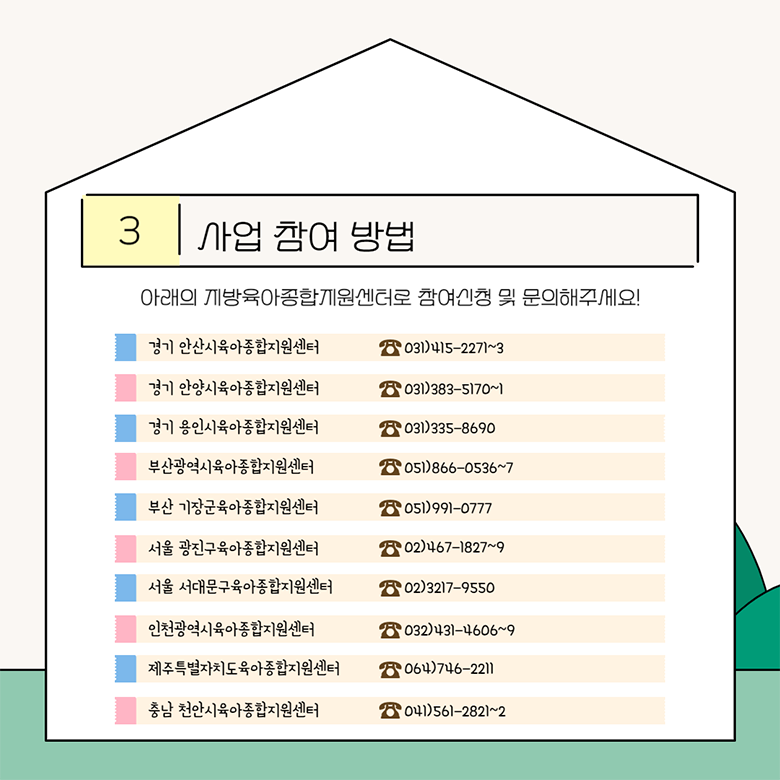 3 사업 참여 방법
아래의 지방육아종합지원센터로 참여신청 및 문의해주세요!
경기 안산시육아종합지원센터 ☎031)415-2271~3
경기 안양시육아종합지원센터 ☎031)383-5170~1
경기 용인시육아종합지원센터 ☎031)335-8690
부산광역시육아종합지원센터 ☎051)866-0536~7
부산 기장군육아종합지원센터 ☎051)991-0777
서울 광진구육아종합지원센터 ☎02)467-1827~9
서울 서대문구육아종합지원센터 ☎02)3217-9550
인천광역시육아종합지원센터 ☎032)431-4606~9
제주특별자치도육아종합지원센터 ☎064)746-2211
충남 천안시육아종합지원센터 ☎041)561-2821~2